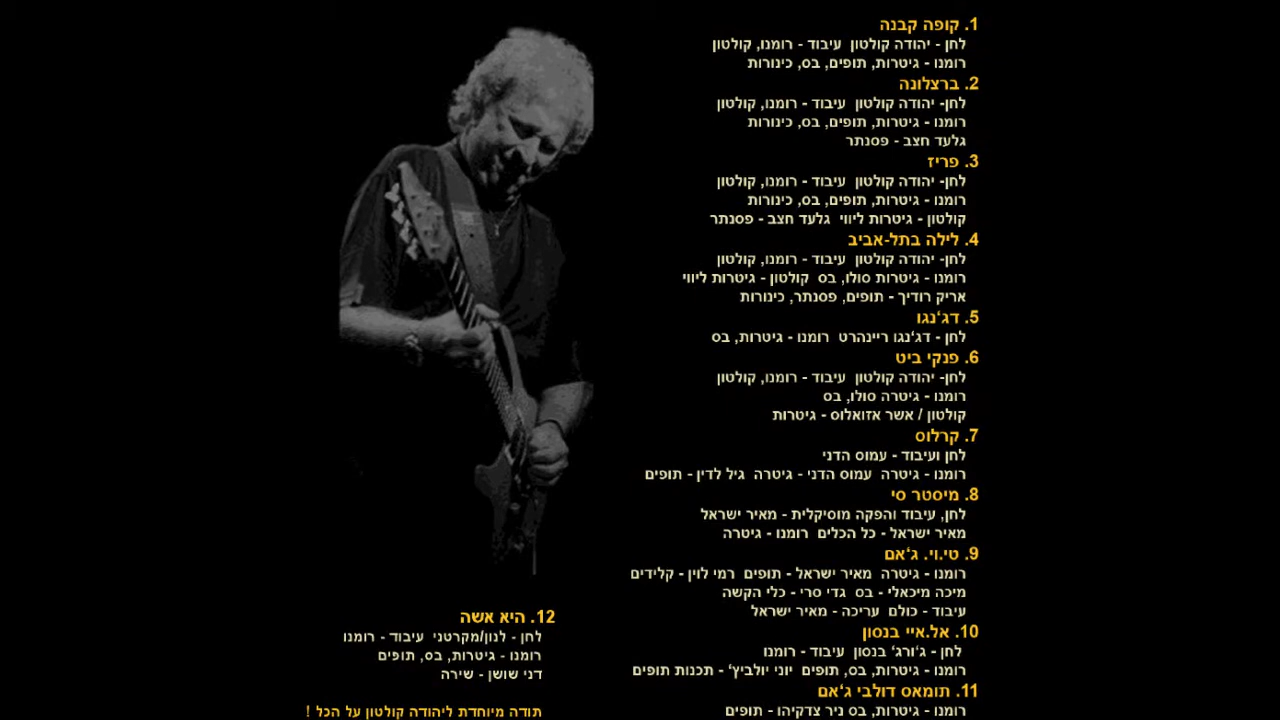 1. קופה קבנה
לחן - יהודה קולטון  עיבוד - רומנו, קולטון
רומנו - גיטרות, תופים, בס, כינורות
2. ברצלונה
לחן- יהודה קולטון  עיבוד - רומנו, קולטון
רומנו - גיטרות, תופים, בס, כינורות
גלעד חצב - פסנתר
3. פריז
לחן- יהודה קולטון  עיבוד - רומנו, קולטון
רומנו - גיטרות, תופים, בס, כינורות
קולטון - גיטרות ליווי  גלעד חצב - פסנתר
4. לילה בתל-אביב
לחן- יהודה קולטון  עיבוד - רומנו, קולטון
רומנו - גיטרות סולו, בס  קולטון - גיטרות ליווי
אריק רודיך - תופים, פסנתר, כינורות
5. דג'נגו
לחן - דג'נגו ריינהרט  רומנו - גיטרות, בס
6. פנקי ביט
לחן- יהודה קולטון  עיבוד - רומנו, קולטון
רומנו - גיטרה סולו, בס
קולטון / אשר אזואלוס - גיטרות
7. קרלוס
לחן ועיבוד - עמוס הדני
רומנו - גיטרה  עמוס הדני - גיטרה  גיל לדין - תופים
8. מיסטר סי
לחן, עיבוד והפקה מוסיקלית - מאיר ישראל
מאיר ישראל - כל הכלים  רומנו - גיטרה
9. טי.וי. ג'אם
רומנו - גיטרה  מאיר ישראל - תופים  רמי לוין - קלידים
מיכה מיכאלי - בס  גדי סרי - כלי הקשה
עיבוד - כולם  עריכה - מאיר ישראל
10. אל.איי בנסון
לחן - ג'ורג' בנסון  עיבוד - רומנו
רומנו - גיטרות, בס, תופים  יוני יולביץ' - תכנות תופים
11. תומאס דולבי ג'אם
רומנו - גיטרות, בס ניר צדקיהו - תופים
12. היא אשה
לחן - לנון/מקרטני  עיבוד - רומנו
רומנו - גיטרות, בס, תופים
דני שושן - שירה
תודה מיוחדת ליהודה קולטון על הכל !